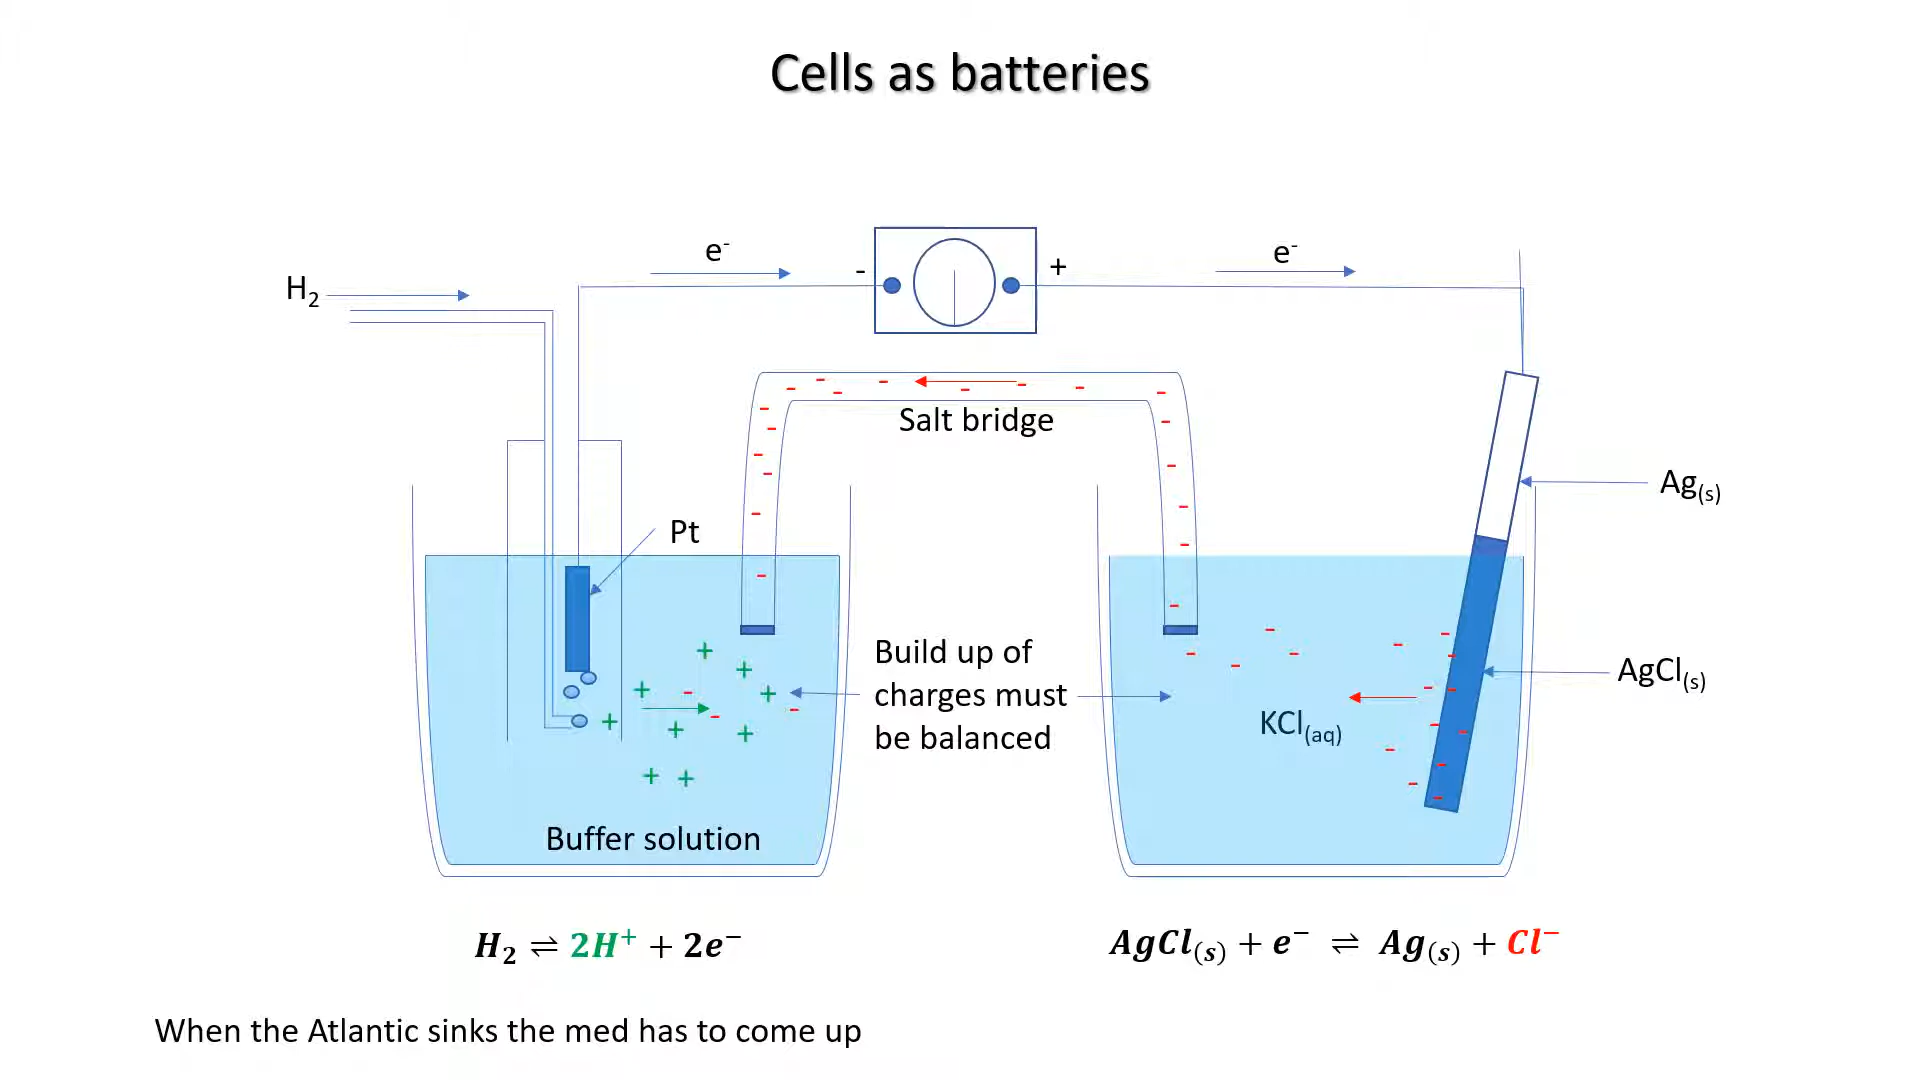 Cells as batteries
e⁻
e⁻
-
+
H₂
Salt bridge
Ag₍ₛ₎
Pt
Build up of
charges must
be balanced
AgCl₍ₛ₎
KCl(aq)
Buffer solution
H₂ ⇌ 2H⁺ + 2e⁻
AgCl₍ₛ₎ + e⁻ ⇌ Ag₍ₛ₎ + Cl⁻
When the Atlantic sinks the med has to come up